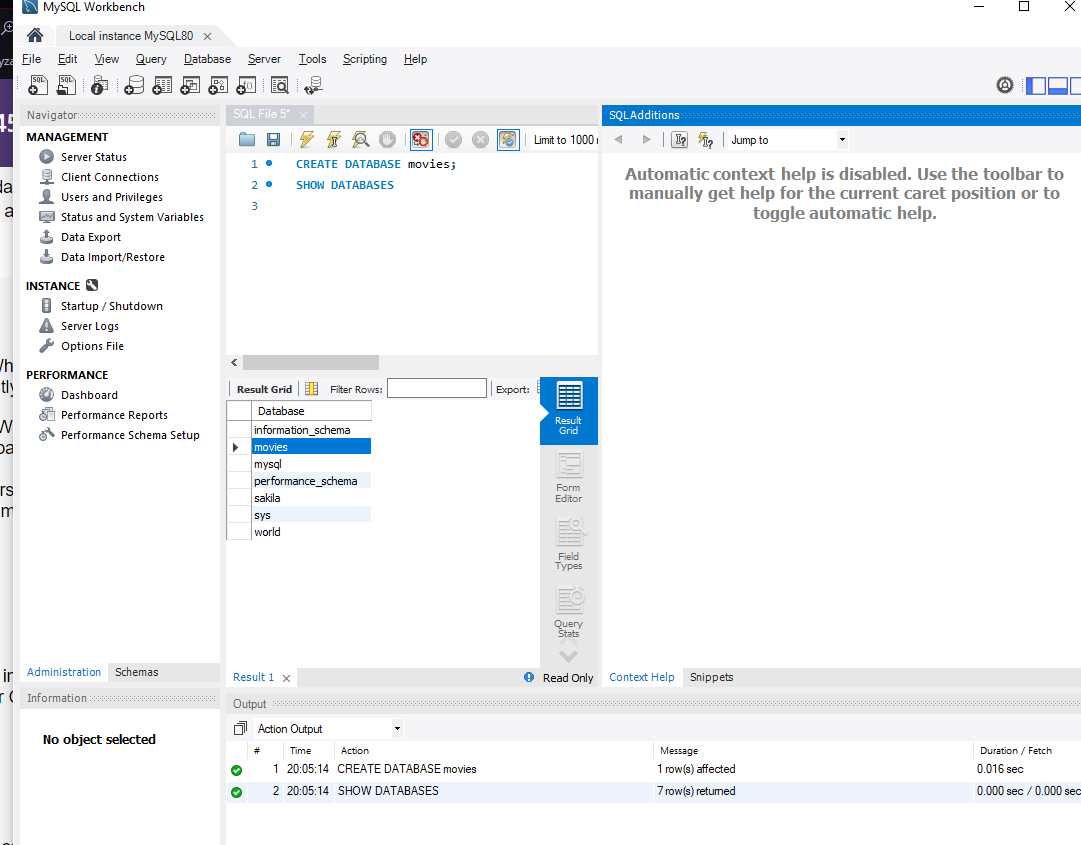 MySQL Workbench
Local instance MySQL80
File Edit View Query Database Server Tools Scripting Help
Navigator
MANAGEMENT
Server Status
Client Connections
Users and Privileges
Status and System Variables
Data Export
Data Import/Restore
INSTANCE
Startup / Shutdown
Server Logs
Options File
PERFORMANCE
Dashboard
Performance Reports
Performance Schema Setup
Administration Schemas
Information
No object selected
SQL File 5*
Limit to 1000
1 CREATE DATABASE movies;
2 SHOW DATABASES
3
Result Grid Filter Rows: Export:
Database
information_schema
movies
mysql
performance_schema
sakila
sys
world
Result
Grid
Form
Editor
Field
Types
Query
Stats
Result 1 Read Only
SQLAdditions
Jump to
Automatic context help is disabled. Use the toolbar to
manually get help for the current caret position or to
toggle automatic help.
Context Help Snippets
Output
Action Output
# Time Action Message Duration / Fetch
1 20:05:14 CREATE DATABASE movies 1 row(s) affected 0.016 sec
2 20:05:14 SHOW DATABASES 7 row(s) returned 0.000 sec / 0.000 sec